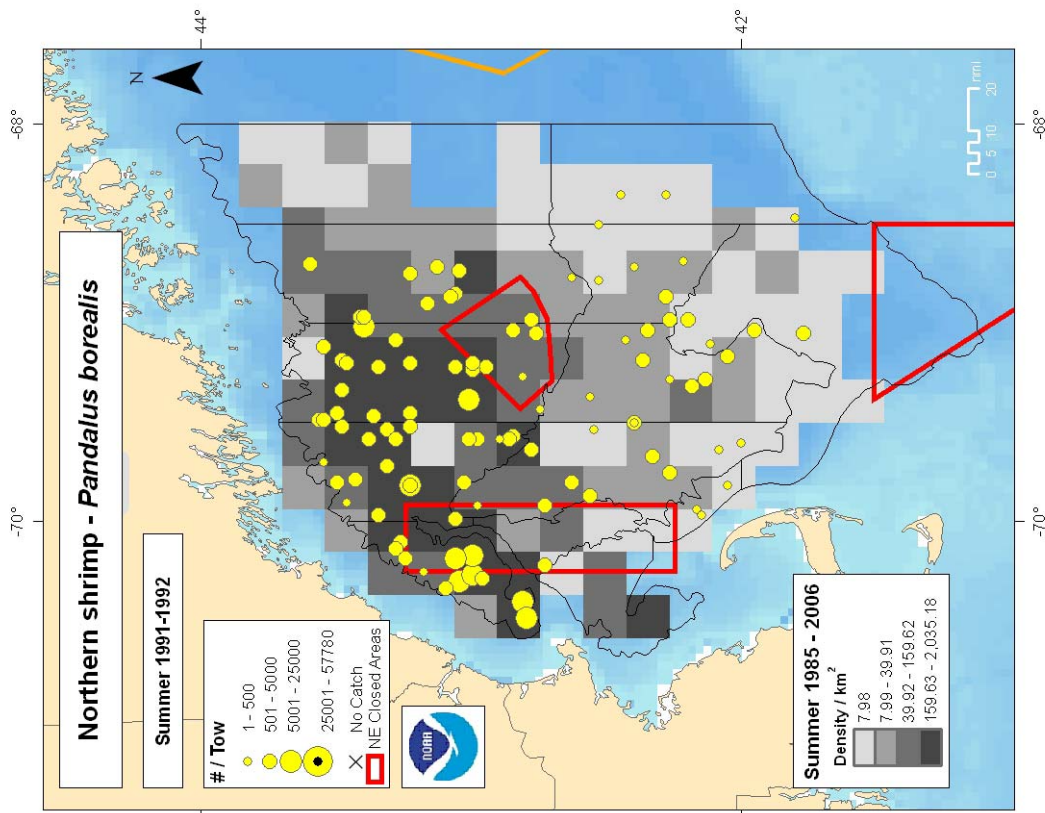 Northern shrimp - Pandalus borealis
Summer 1991-1992
# / Tow
1 - 500
501 - 5000
5001 - 25000
25001 - 57780
No Catch
NE Closed Areas
NOAA
Summer 1985 - 2006
Density / km²
7.98
7.99 - 39.91
39.92 - 159.62
159.63 - 2,035.18
-70°
-68°
44°
42°
N
0 5 10 20
nmi